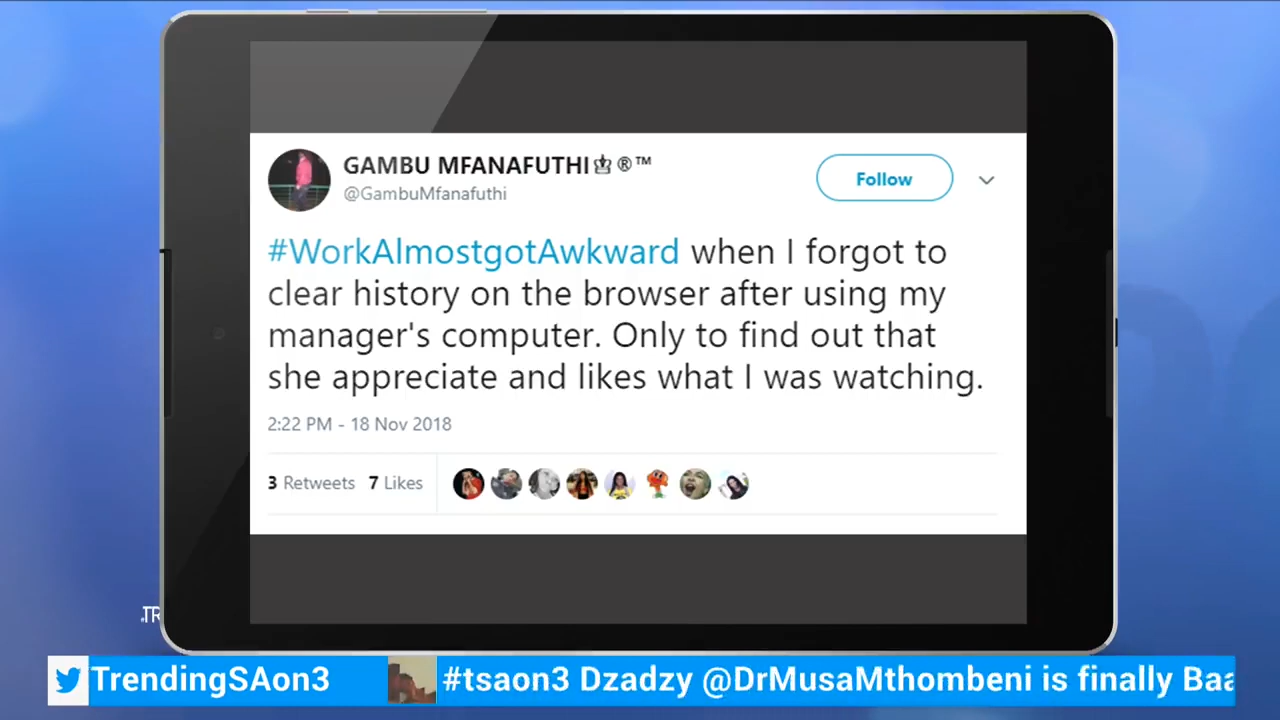 GAMBU MFANAFUTHI♔®™
@GambuMfanafuthi
Follow
#WorkAlmostgotAwkward when I forgot to
clear history on the browser after using my
manager's computer. Only to find out that
she appreciate and likes what I was watching.
2:22 PM - 18 Nov 2018
3 Retweets 7 Likes
.TR
TrendingSAon3
#tsaon3 Dzadzy @DrMusaMthombeni is finally Baa